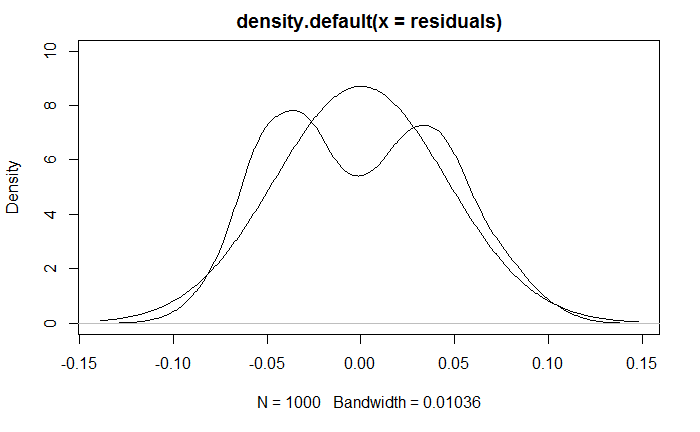 density.default(x = residuals)
Density
10
8
6
4
2
0
-0.15 -0.10 -0.05 0.00 0.05 0.10 0.15
N = 1000 Bandwidth = 0.01036